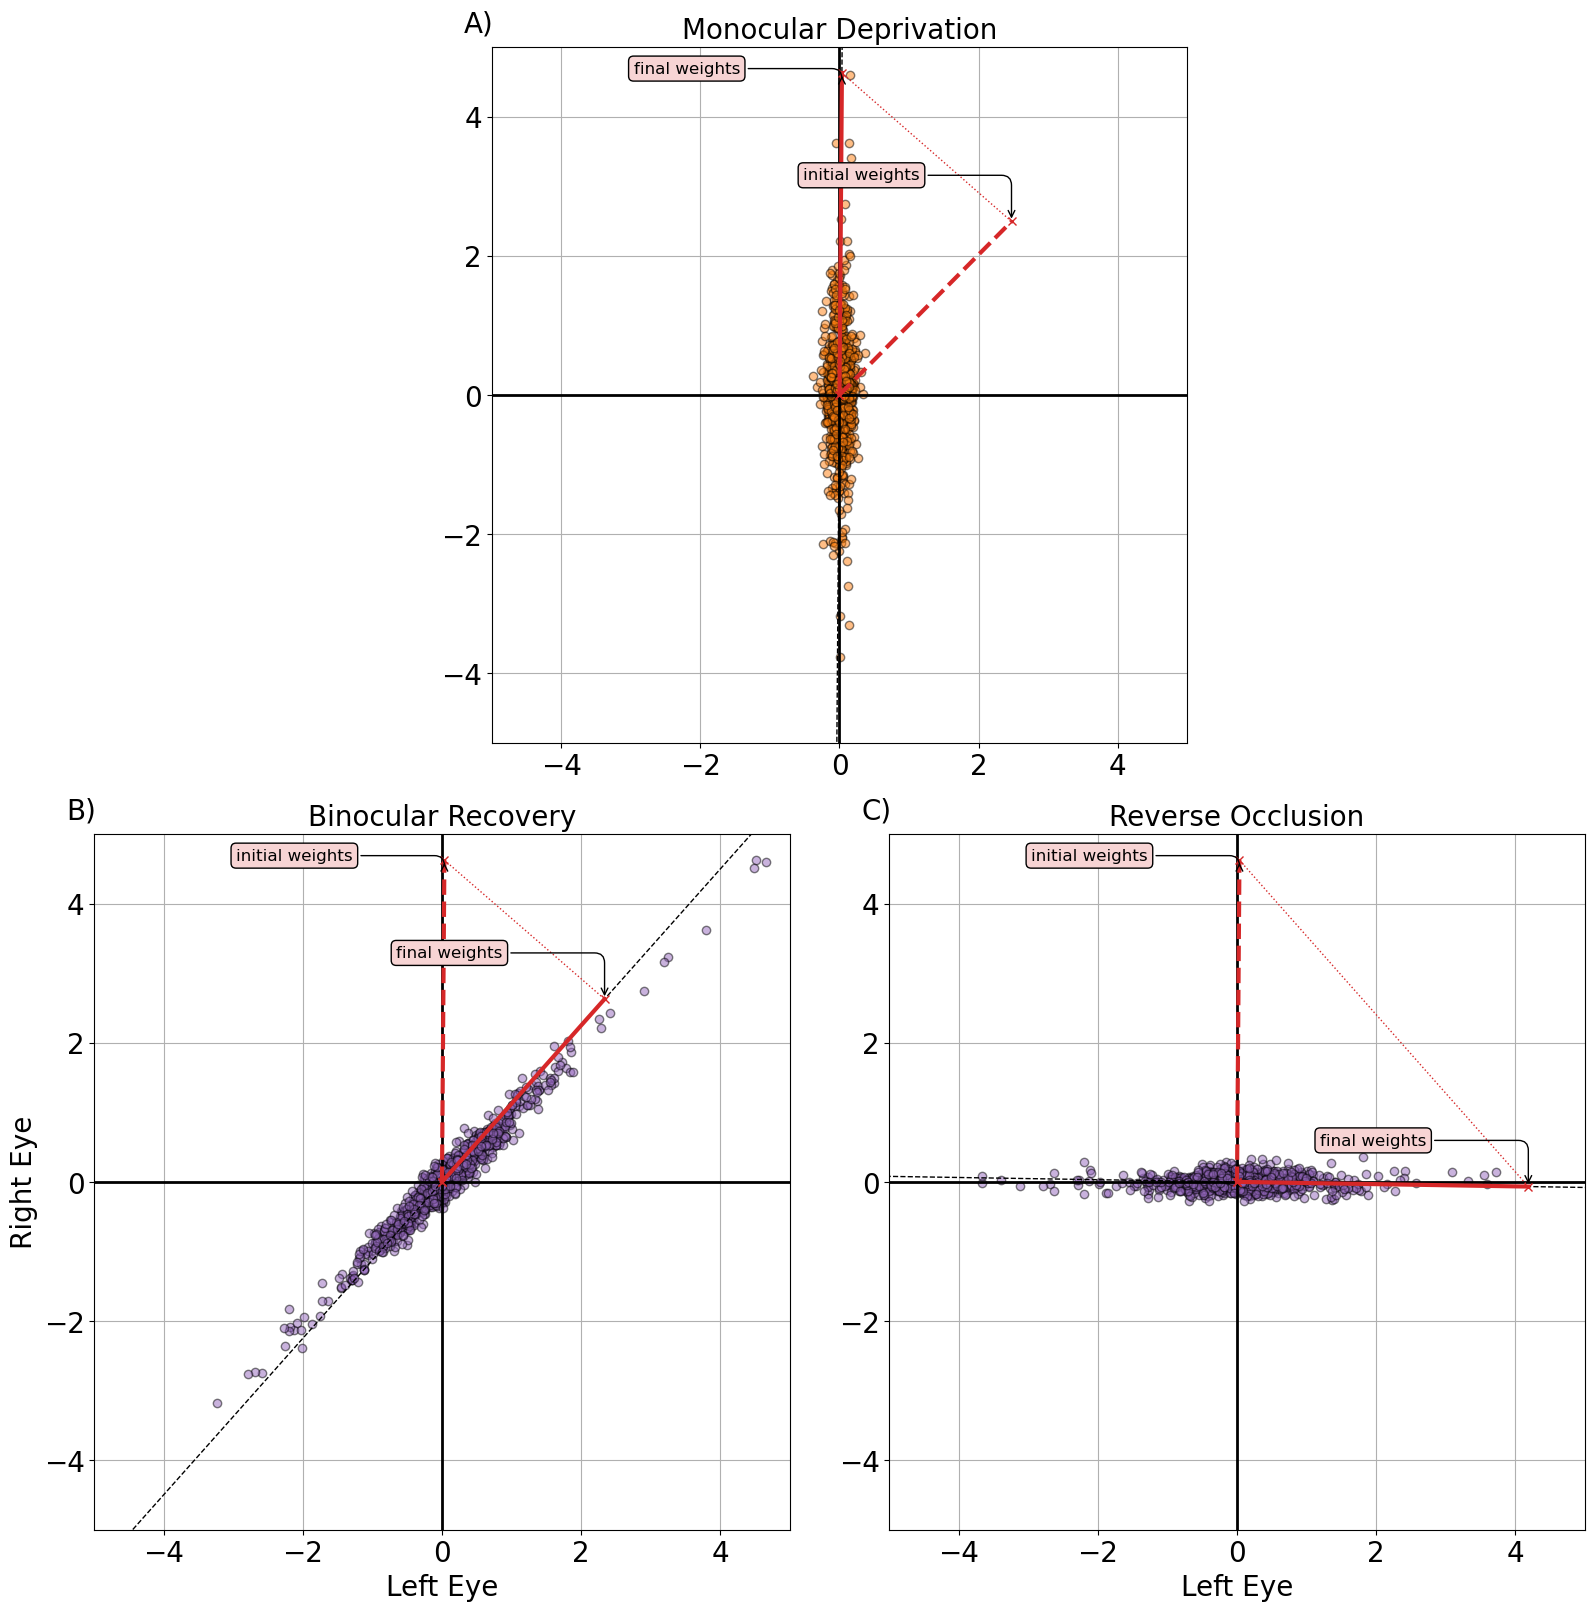 A)
Monocular Deprivation
final weights
initial weights
4
2
0
−2
−4
−4 −2 0 2 4
B)
Binocular Recovery
initial weights
final weights
Right Eye
4
2
0
−2
−4
−4 −2 0 2 4
Left Eye
C)
Reverse Occlusion
initial weights
final weights
4
2
0
−2
−4
−4 −2 0 2 4
Left Eye